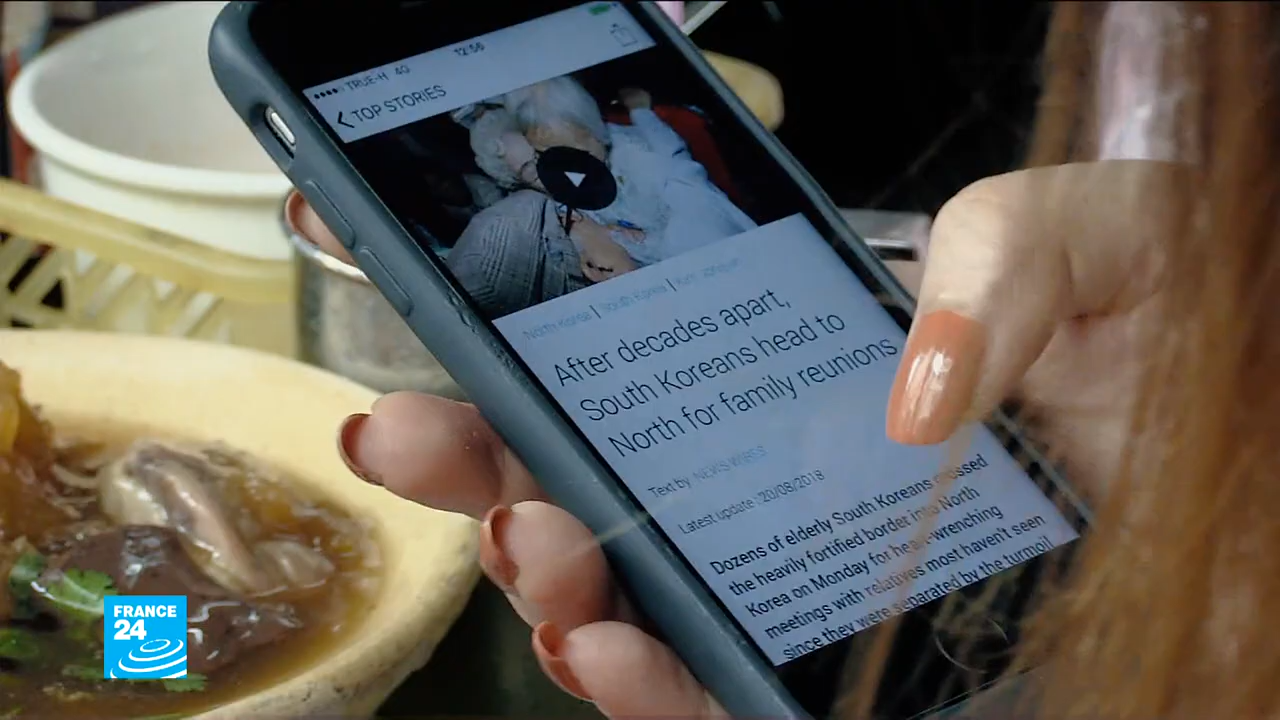 TRUE-H 4G
12:56
TOP STORIES
North Korea | South Korea | Kim Jong-un
After decades apart,
South Koreans head to
North for family reunions
Text by NEWS WIRES
Latest update : 20/08/2018
Dozens of elderly South Koreans crossed
the heavily fortified border into North
Korea on Monday for heart-wrenching
meetings with relatives most haven't seen
since they were separated by the turmoil
FRANCE
24